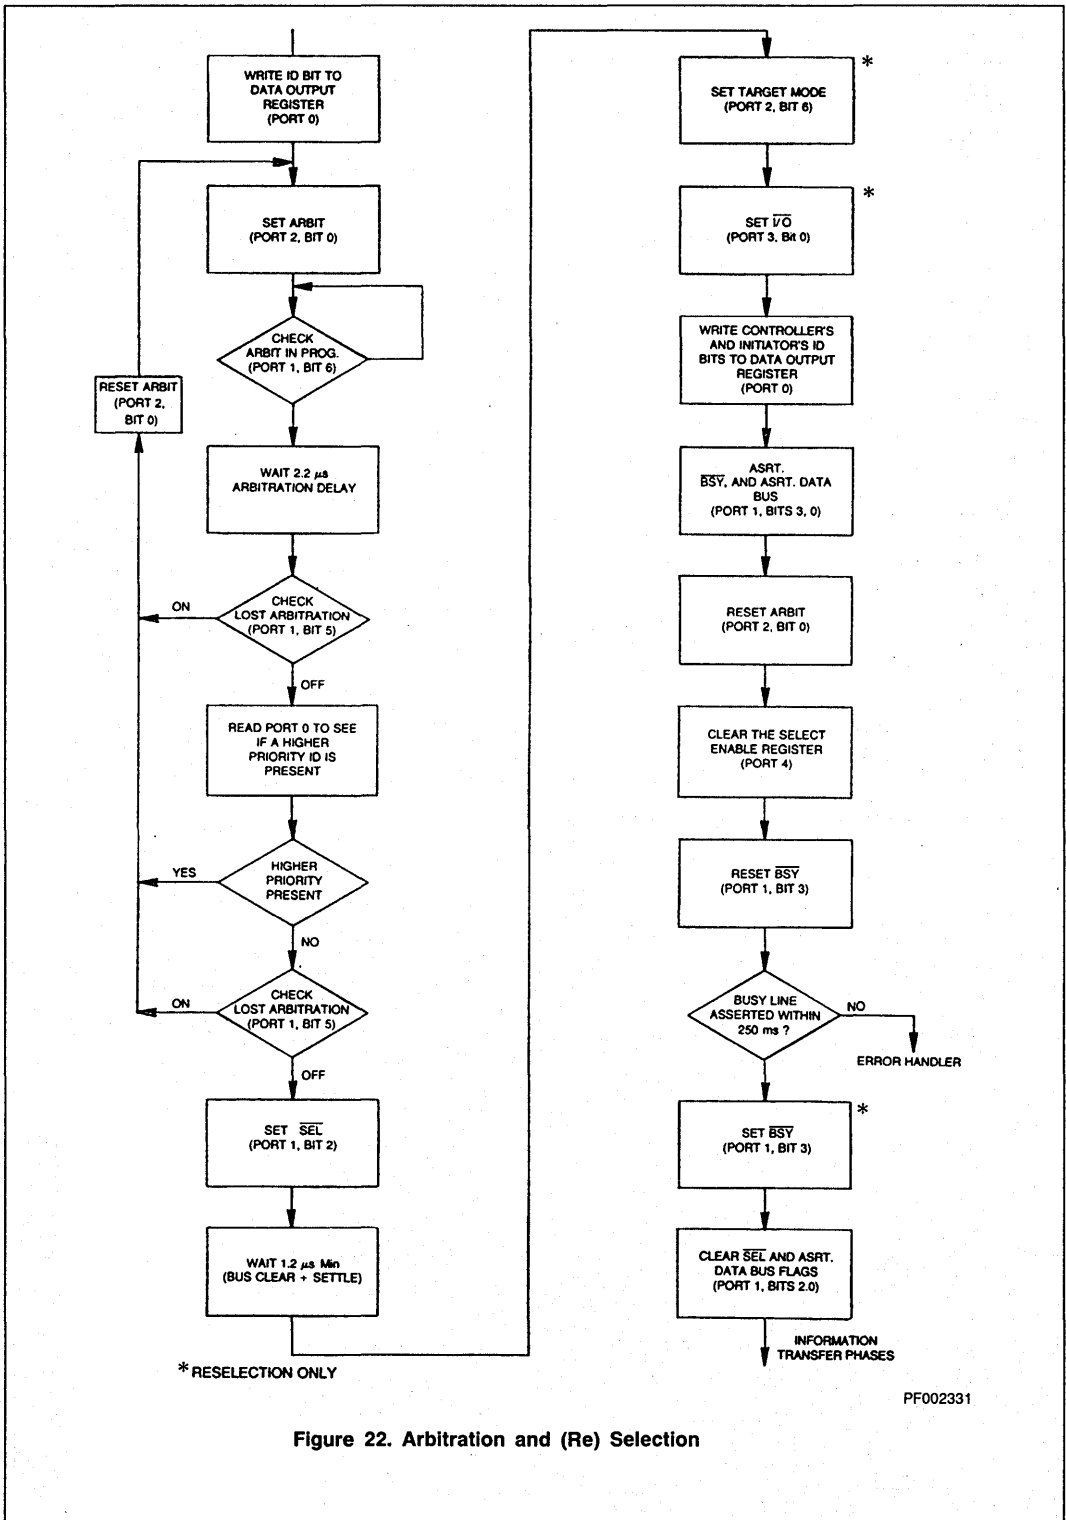 WRITE ID BIT TO
DATA OUTPUT
REGISTER
(PORT 0)
SET ARBIT
(PORT 2, BIT 0)
CHECK
ARBIT IN PROG.
(PORT 1, BIT 6)
RESET ARBIT
(PORT 2,
BIT 0)
WAIT 2.2 µs
ARBITRATION DELAY
CHECK
LOST ARBITRATION
(PORT 1, BIT 5)
ON
OFF
READ PORT 0 TO SEE
IF A HIGHER
PRIORITY ID IS
PRESENT
HIGHER
PRIORITY
PRESENT
YES
NO
CHECK
LOST ARBITRATION
(PORT 1, BIT 5)
ON
OFF
SET S̅E̅L̅
(PORT 1, BIT 2)
WAIT 1.2 µs Min
(BUS CLEAR + SETTLE)
* RESELECTION ONLY
*
SET TARGET MODE
(PORT 2, BIT 6)
*
SET I̅/̅O̅
(PORT 3, Bit 0)
WRITE CONTROLLER'S
AND INITIATOR'S ID
BITS TO DATA OUTPUT
REGISTER
(PORT 0)
ASRT.
B̅S̅Y̅, AND ASRT. DATA
BUS
(PORT 1, BITS 3, 0)
RESET ARBIT
(PORT 2, BIT 0)
CLEAR THE SELECT
ENABLE REGISTER
(PORT 4)
RESET B̅S̅Y̅
(PORT 1, BIT 3)
BUSY LINE
ASSERTED WITHIN
250 ms ?
NO
ERROR HANDLER
*
SET B̅S̅Y̅
(PORT 1, BIT 3)
CLEAR S̅E̅L̅ AND ASRT.
DATA BUS FLAGS
(PORT 1, BITS 2.0)
INFORMATION
TRANSFER PHASES
PF002331
Figure 22. Arbitration and (Re) Selection